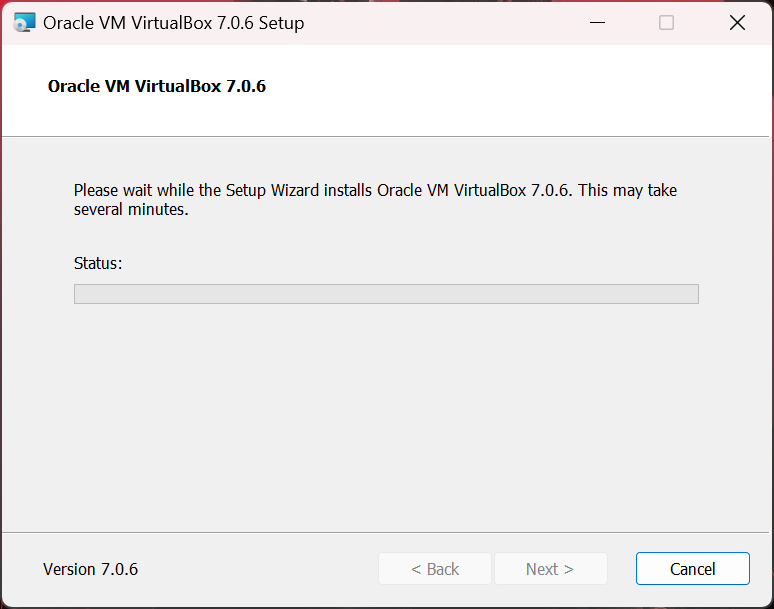 Oracle VM VirtualBox 7.0.6 Setup
Oracle VM VirtualBox 7.0.6
Please wait while the Setup Wizard installs Oracle VM VirtualBox 7.0.6. This may take
several minutes.
Status:
Version 7.0.6
< Back
Next >
Cancel